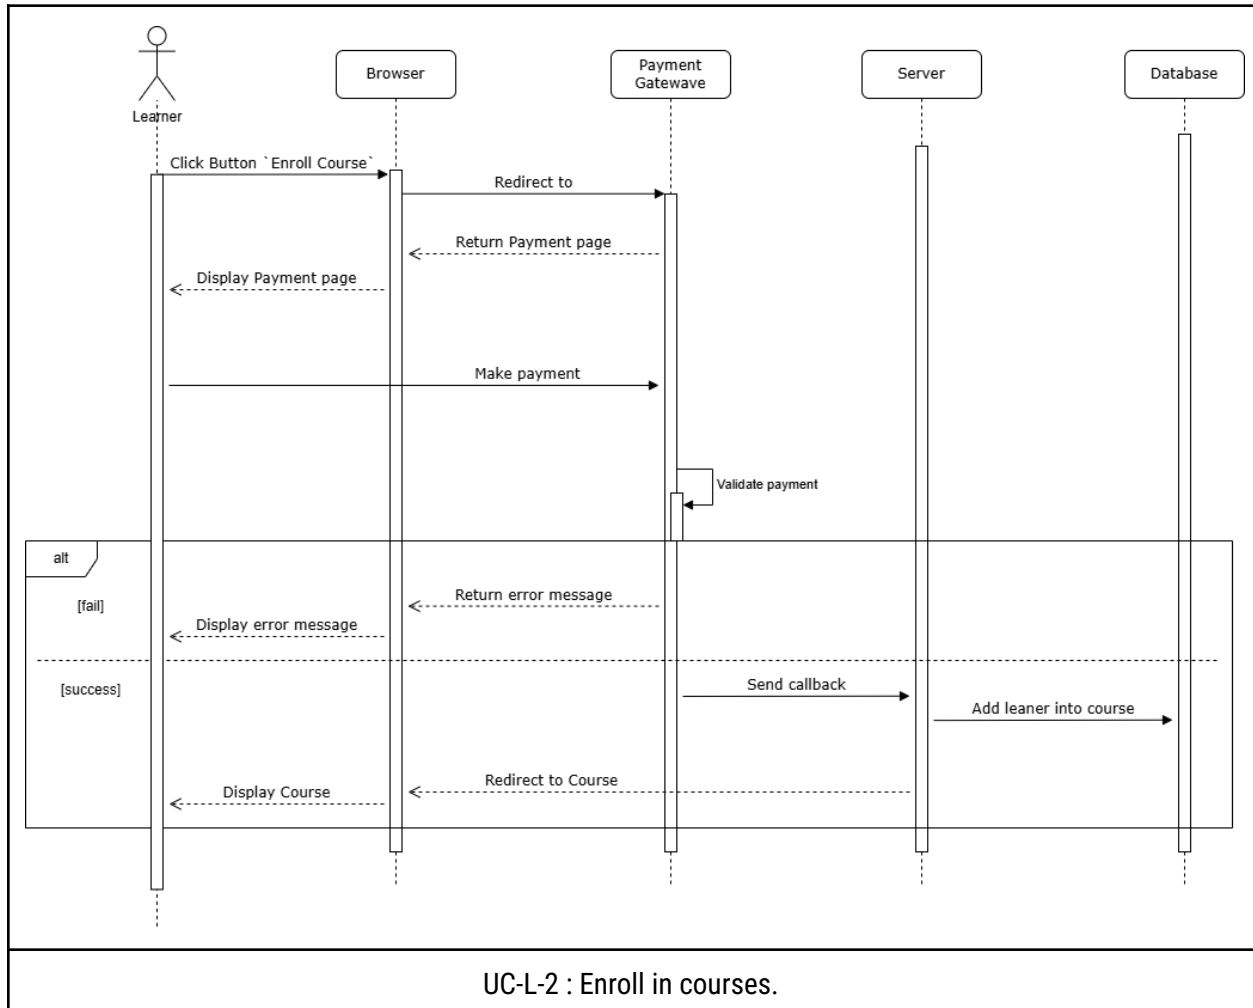 Learner
Browser
Payment
Gatewave
Server
Database
Click Button `Enroll Course`
Redirect to
Return Payment page
Display Payment page
Make payment
Validate payment
alt
[fail]
Return error message
Display error message
[success]
Send callback
Add leaner into course
Redirect to Course
Display Course
UC-L-2 : Enroll in courses.